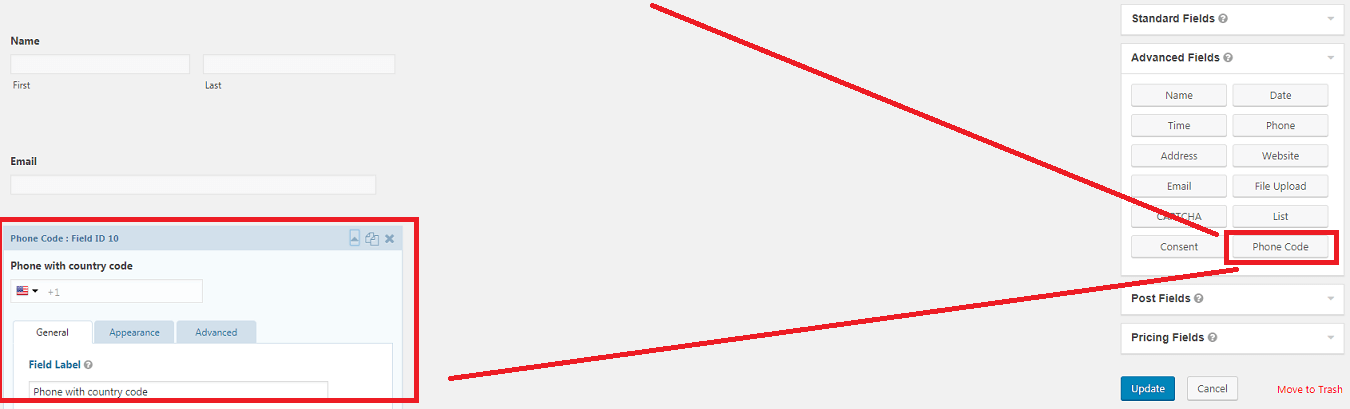 Name
First Last
Email
Phone Code : Field ID 10
Phone with country code
+1
General Appearance Advanced
Field Label
Phone with country code
Standard Fields
Advanced Fields
Name Date
Time Phone
Address Website
Email File Upload
CAPTCHA List
Consent Phone Code
Post Fields
Pricing Fields
Update Cancel Move to Trash